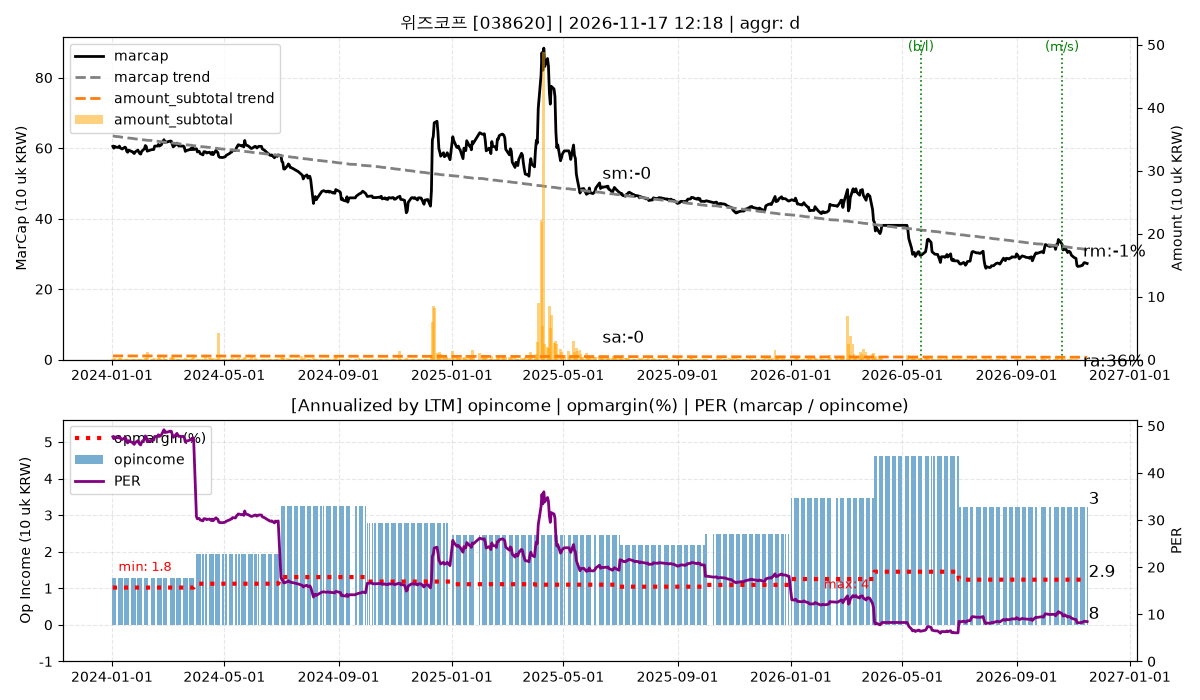 위즈코프 [038620] | 2026-11-17 12:18 | aggr: d
marcap
marcap trend
amount_subtotal trend
amount_subtotal
(b/l)
(m/s)
sm:-0
rm:-1%
sa:-0
ra:36%
MarCap (10 uk KRW)
80
60
40
20
0
Amount (10 uk KRW)
50
40
30
20
10
0
2024-01-01 2024-05-01 2024-09-01 2025-01-01 2025-05-01 2025-09-01 2026-01-01 2026-05-01 2026-09-01 2027-01-01
[Annualized by LTM] opincome | opmargin(%) | PER (marcap / opincome)
opmargin(%)
opincome
PER
min: 1.8
max: 4
3
2.9
8
Op Income (10 uk KRW)
5
4
3
2
1
0
-1
PER
50
40
30
20
10
0
2024-01-01 2024-05-01 2024-09-01 2025-01-01 2025-05-01 2025-09-01 2026-01-01 2026-05-01 2026-09-01 2027-01-01